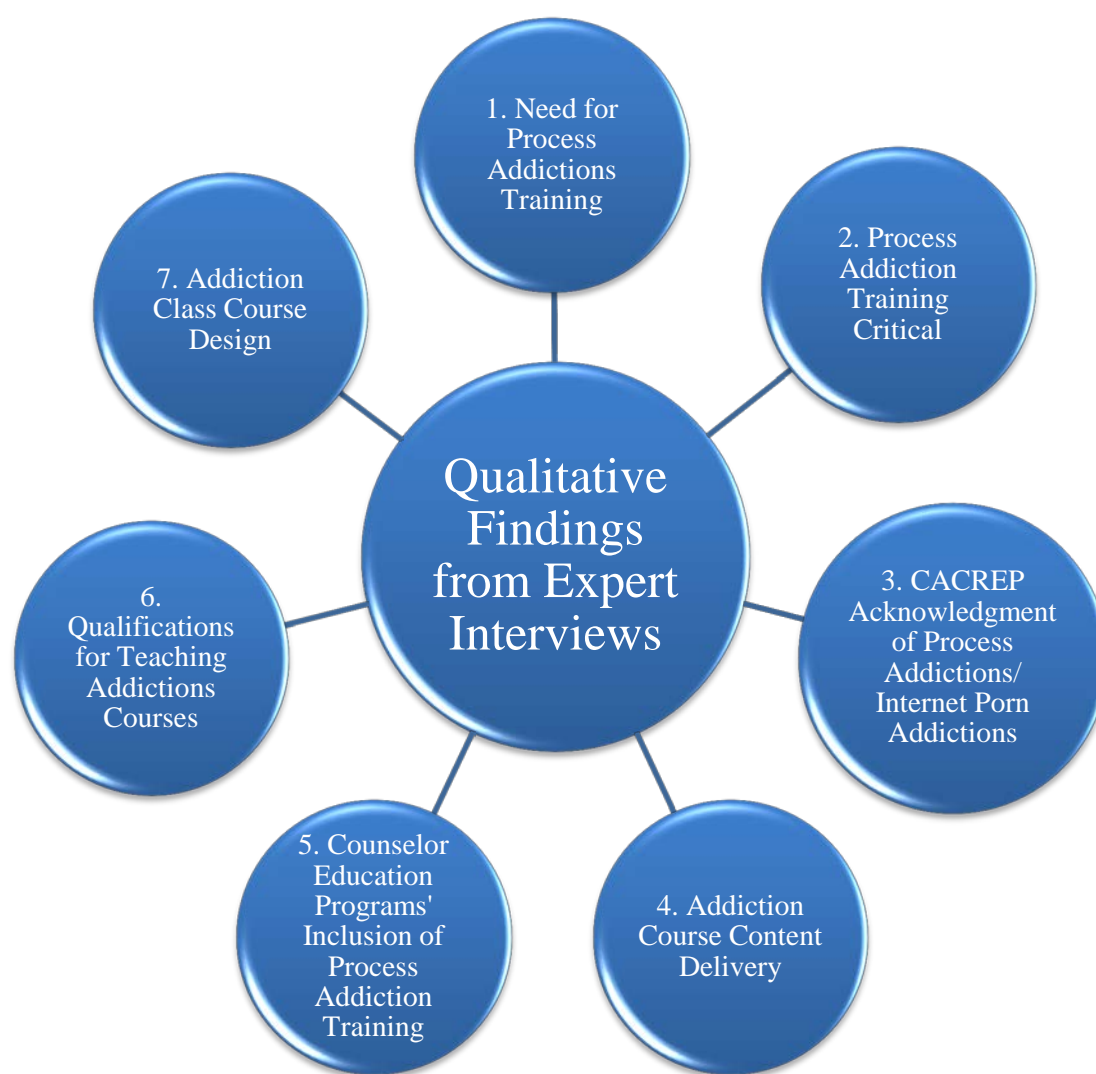 1. Need for
Process
Addictions
Training
2. Process
Addiction
Training
Critical
3. CACREP
Acknowledgment
of Process
Addictions/
Internet Porn
Addictions
4. Addiction
Course Content
Delivery
5. Counselor
Education
Programs'
Inclusion of
Process
Addiction
Training
6.
Qualifications
for Teaching
Addictions
Courses
7. Addiction
Class Course
Design
Qualitative
Findings
from Expert
Interviews